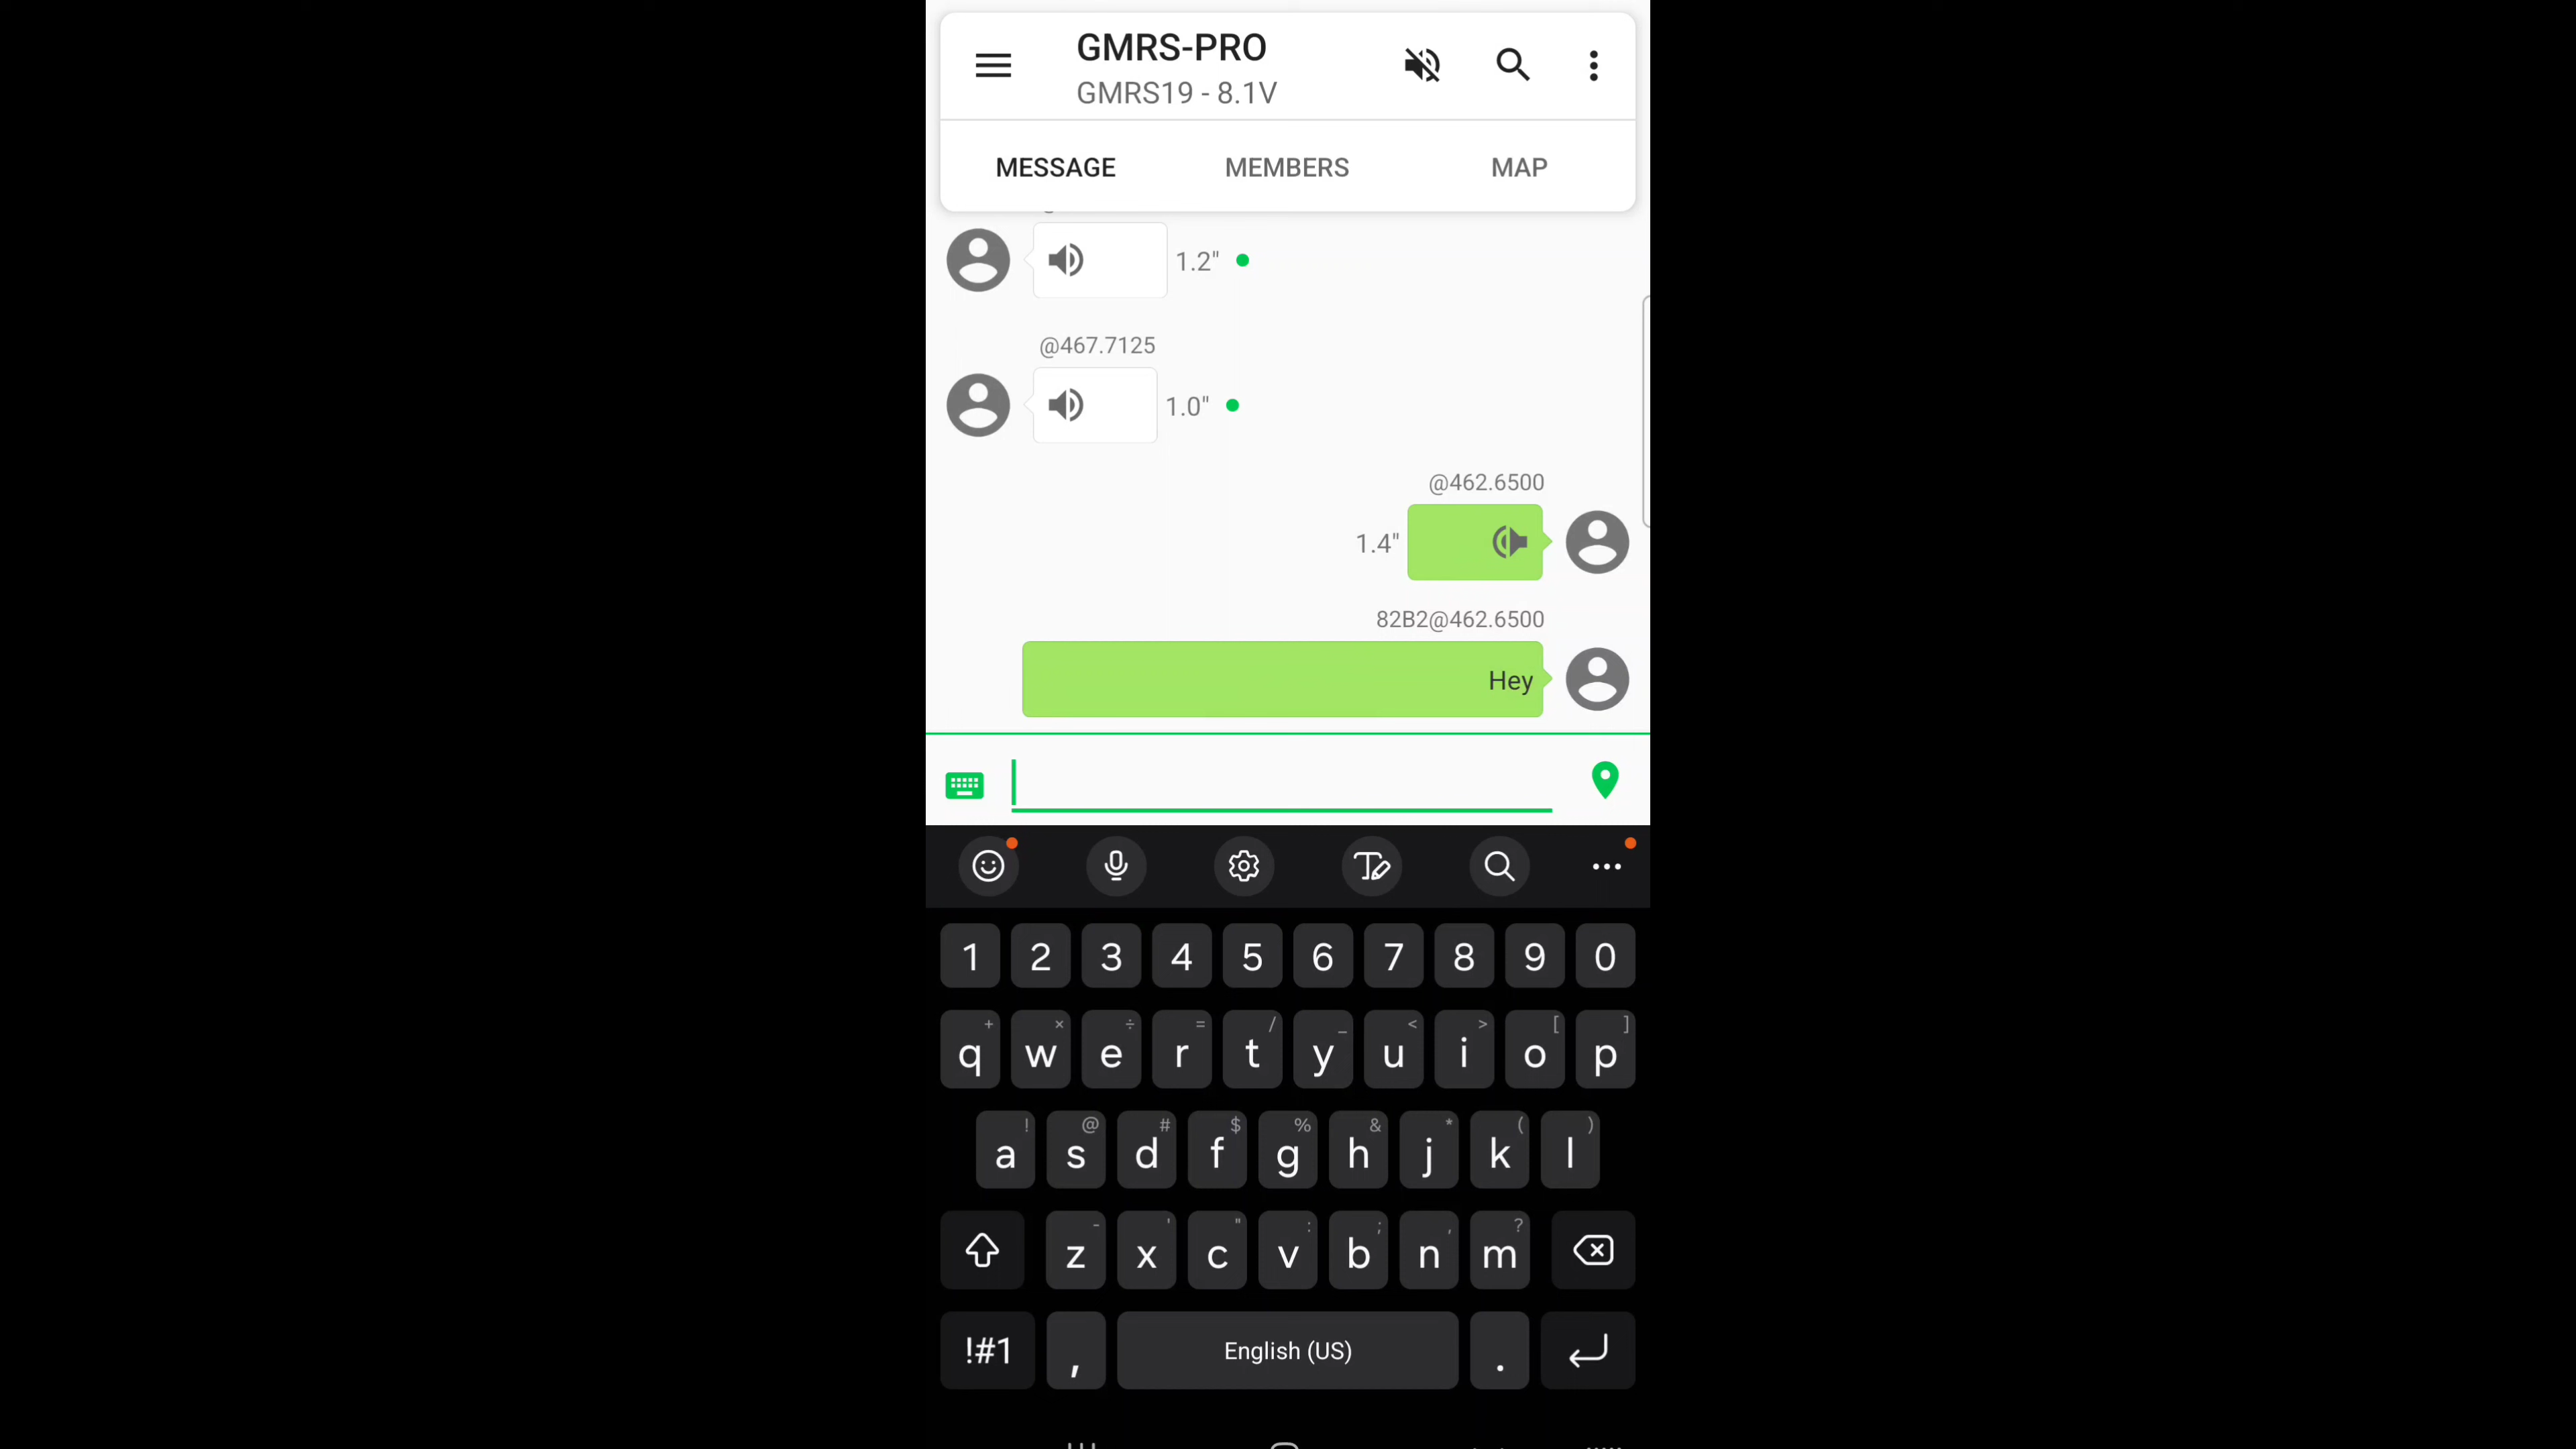 GMRS-PRO
GMRS19 - 8.1V
MESSAGE MEMBERS MAP
1.2"
@467.7125
1.0"
@462.6500
1.4"
82B2@462.6500
Hey
1 2 3 4 5 6 7 8 9 0
+ × ÷ = / _ < > [ ]
q w e r t y u i o p
! @ # $ % & * ( )
a s d f g h j k l
- ' " : ; , ?
z x c v b n m
!#1 , English (US) .